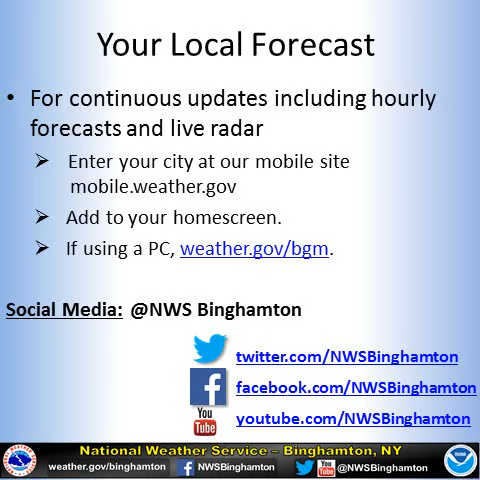 Your Local Forecast
• For continuous updates including hourly
forecasts and live radar
➢ Enter your city at our mobile site
mobile.weather.gov
➢ Add to your homescreen.
➢ If using a PC, weather.gov/bgm.
Social Media: @NWS Binghamton
twitter.com/NWSBinghamton
facebook.com/NWSBinghamton
You Tube youtube.com/NWSBinghamton
National Weather Service – Binghamton, NY
weather.gov/binghamton NWSBinghamton You Tube @NWSBinghamton